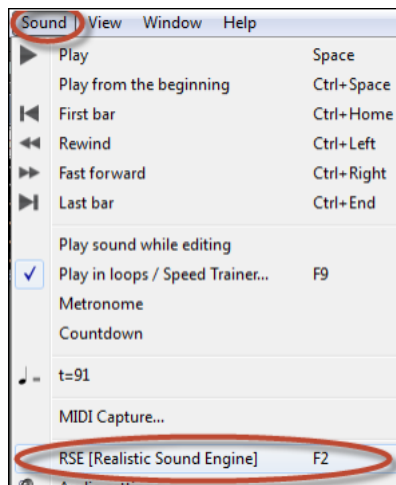 Sound View Window Help
Play Space
Play from the beginning Ctrl+Space
First bar Ctrl+Home
Rewind Ctrl+Left
Fast forward Ctrl+Right
Last bar Ctrl+End
Play sound while editing
Play in loops / Speed Trainer... F9
Metronome
Countdown
t=91
MIDI Capture...
RSE [Realistic Sound Engine] F2